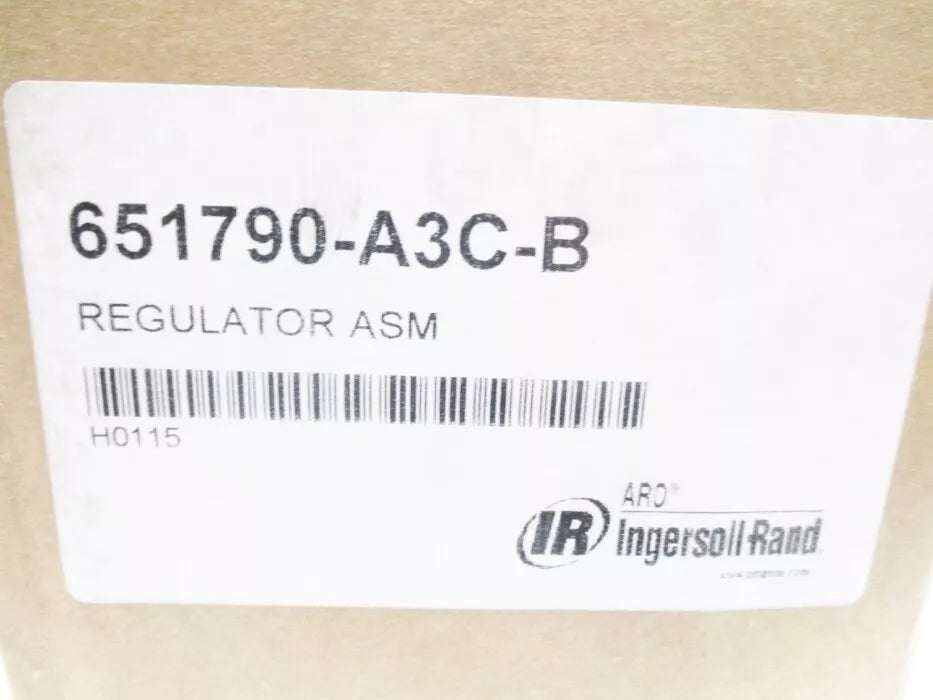 651790-A3C-B
REGULATOR ASM
H0115
IR
ARO®
Ingersoll-Rand